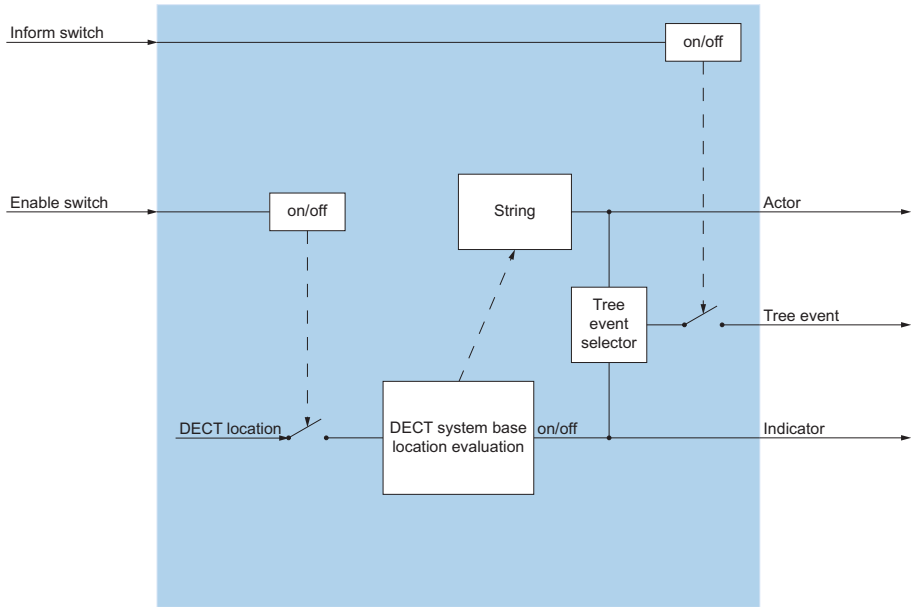 Inform switch
on/off
Enable switch
on/off
String
Actor
Tree
event
selector
Tree event
DECT location
DECT system base
location evaluation
on/off
Indicator